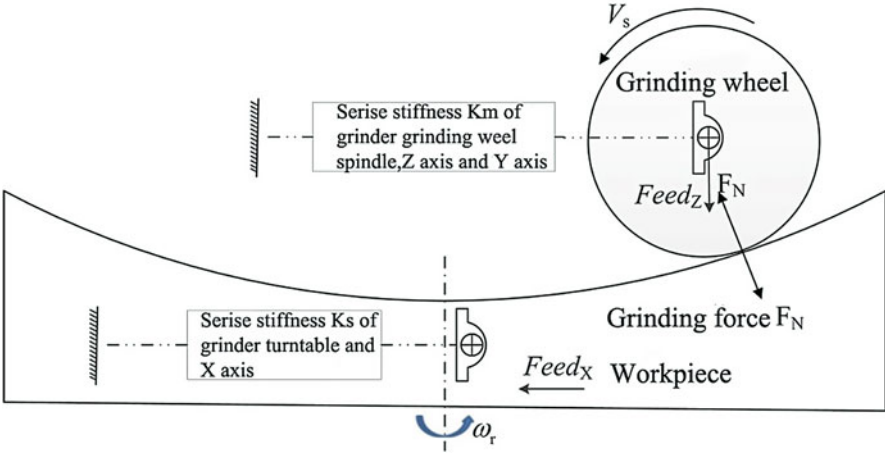 Vs
Grinding wheel
Serise stiffness Km of
grinder grinding weel
spindle,Z axis and Y axis
FeedZ
FN
Serise stiffness Ks of
grinder turntable and
X axis
Grinding force FN
FeedX
Workpiece
ωr